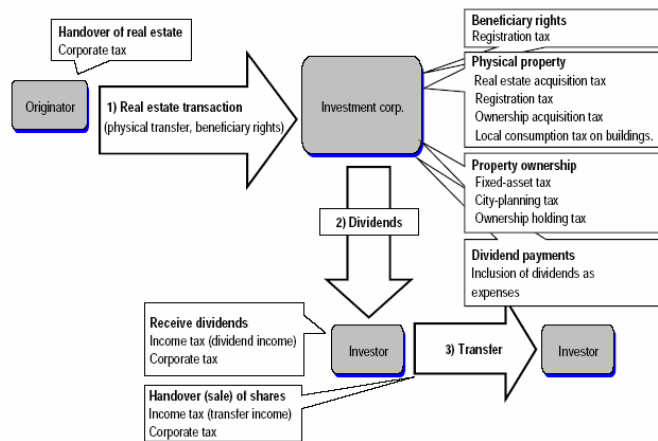 Handover of real estate
Corporate tax
Originator
1) Real estate transaction
(physical transfer, beneficiary rights)
Investment corp.
Beneficiary rights
Registration tax
Physical property
Real estate acquisition tax
Registration tax
Ownership acquisition tax
Local consumption tax on buildings.
Property ownership
Fixed-asset tax
City-planning tax
Ownership holding tax
Dividend payments
Inclusion of dividends as
expenses
2) Dividends
Receive dividends
Income tax (dividend income)
Corporate tax
Investor
3) Transfer
Investor
Handover (sale) of shares
Income tax (transfer income)
Corporate tax